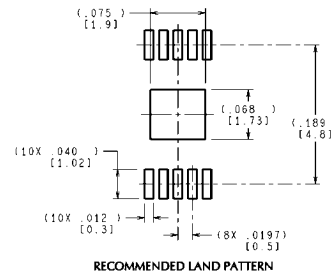 (.075 )
[1.9]
(.068 )
[1.73]
(.189
[4.8]
(10X .040 )
[1.02]
(10X .012 )
[0.3]
(8X .0197)
[0.5]
RECOMMENDED LAND PATTERN